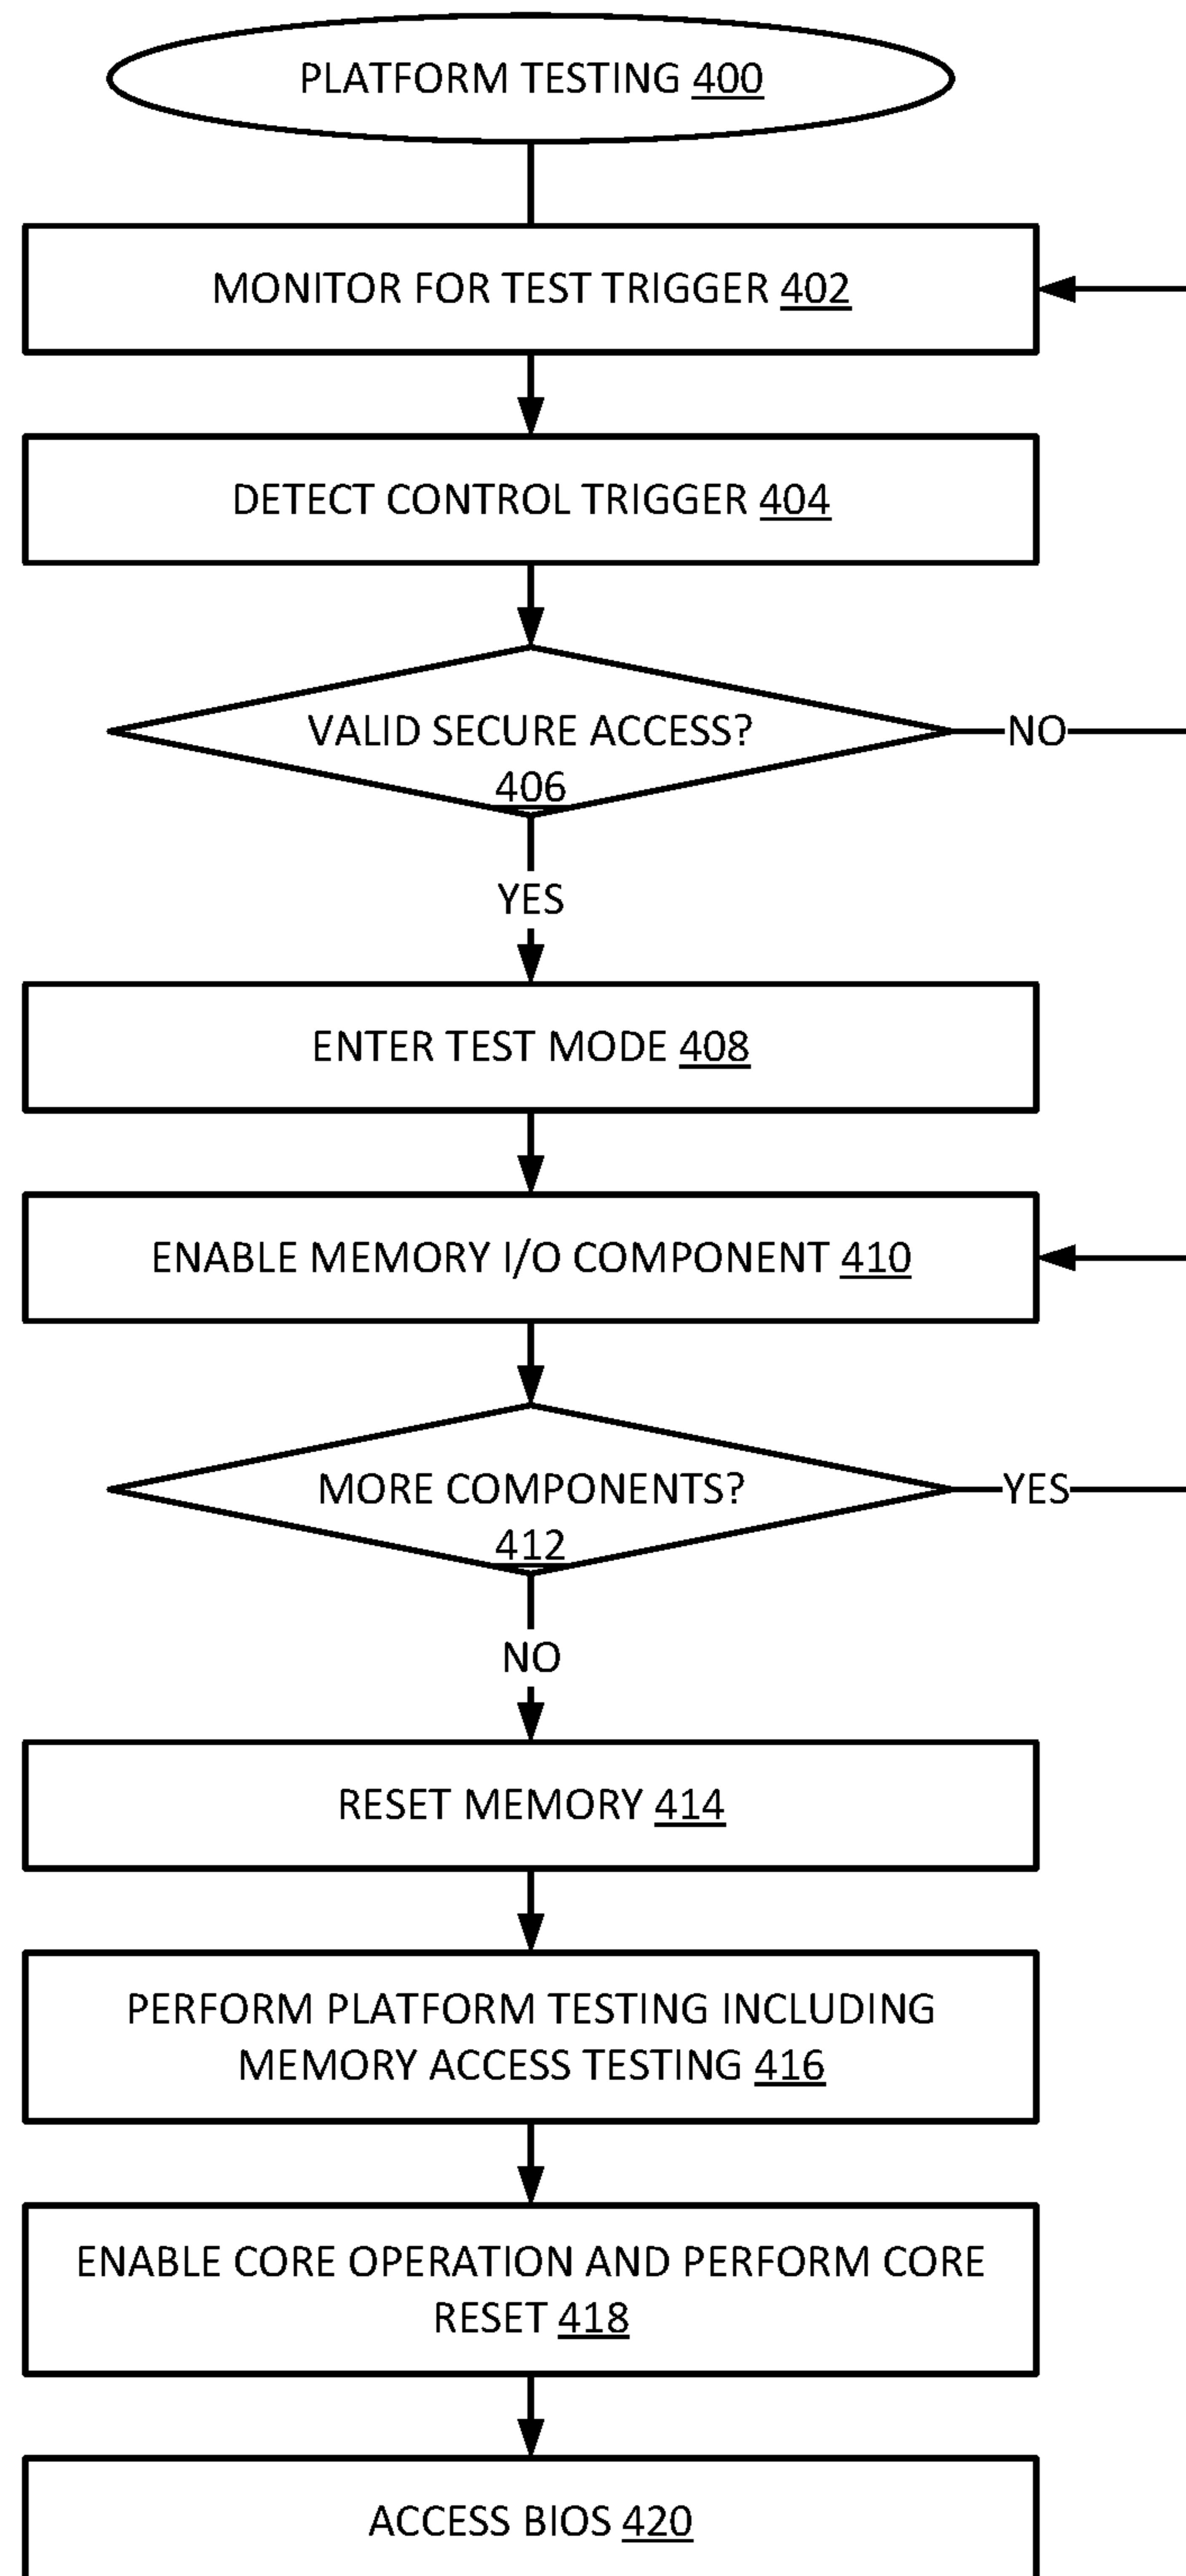 PLATFORM TESTING 400
MONITOR FOR TEST TRIGGER 402
DETECT CONTROL TRIGGER 404
VALID SECURE ACCESS?
406
NO
YES
ENTER TEST MODE 408
ENABLE MEMORY I/O COMPONENT 410
MORE COMPONENTS?
412
YES
NO
RESET MEMORY 414
PERFORM PLATFORM TESTING INCLUDING
MEMORY ACCESS TESTING 416
ENABLE CORE OPERATION AND PERFORM CORE
RESET 418
ACCESS BIOS 420